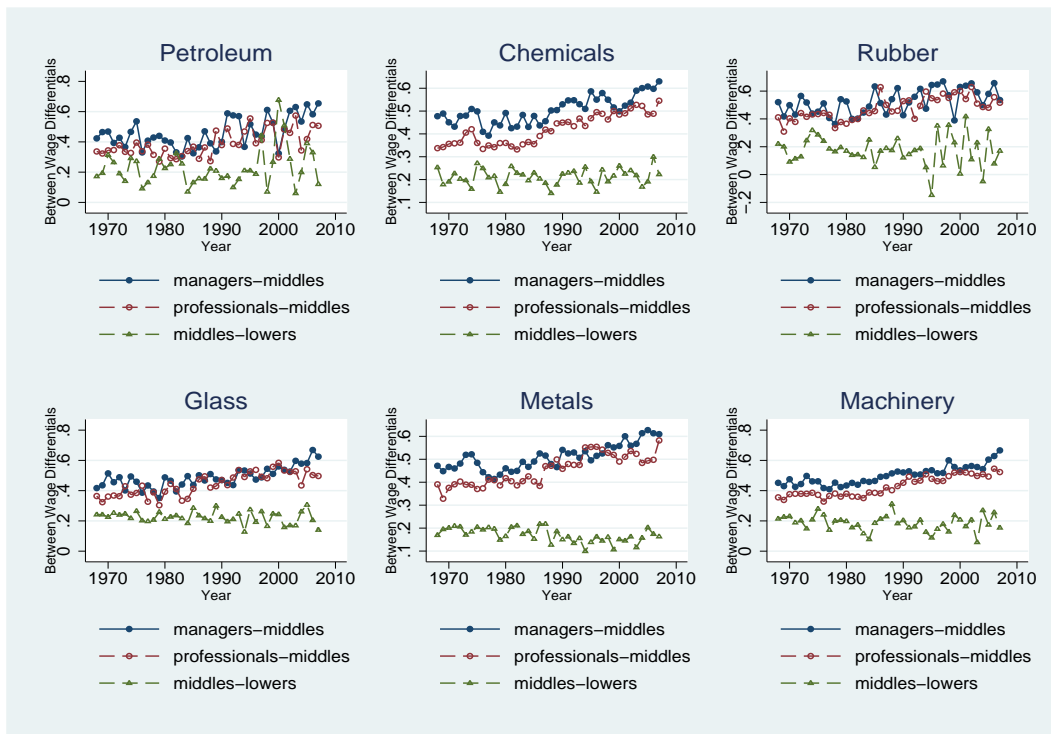 Petroleum
Between Wage Differentials
0 .2 .4 .6 .8
1970 1980 1990 2000 2010
Year
managers−middles
professionals−middles
middles−lowers
Chemicals
Between Wage Differentials
.1 .2 .3 .4 .5 .6
1970 1980 1990 2000 2010
Year
managers−middles
professionals−middles
middles−lowers
Rubber
Between Wage Differentials
−.2 0 .2 .4 .6
1970 1980 1990 2000 2010
Year
managers−middles
professionals−middles
middles−lowers
Glass
Between Wage Differentials
0 .2 .4 .6 .8
1970 1980 1990 2000 2010
Year
managers−middles
professionals−middles
middles−lowers
Metals
Between Wage Differentials
.1 .2 .3 .4 .5 .6
1970 1980 1990 2000 2010
Year
managers−middles
professionals−middles
middles−lowers
Machinery
Between Wage Differentials
0 .2 .4 .6 .8
1970 1980 1990 2000 2010
Year
managers−middles
professionals−middles
middles−lowers